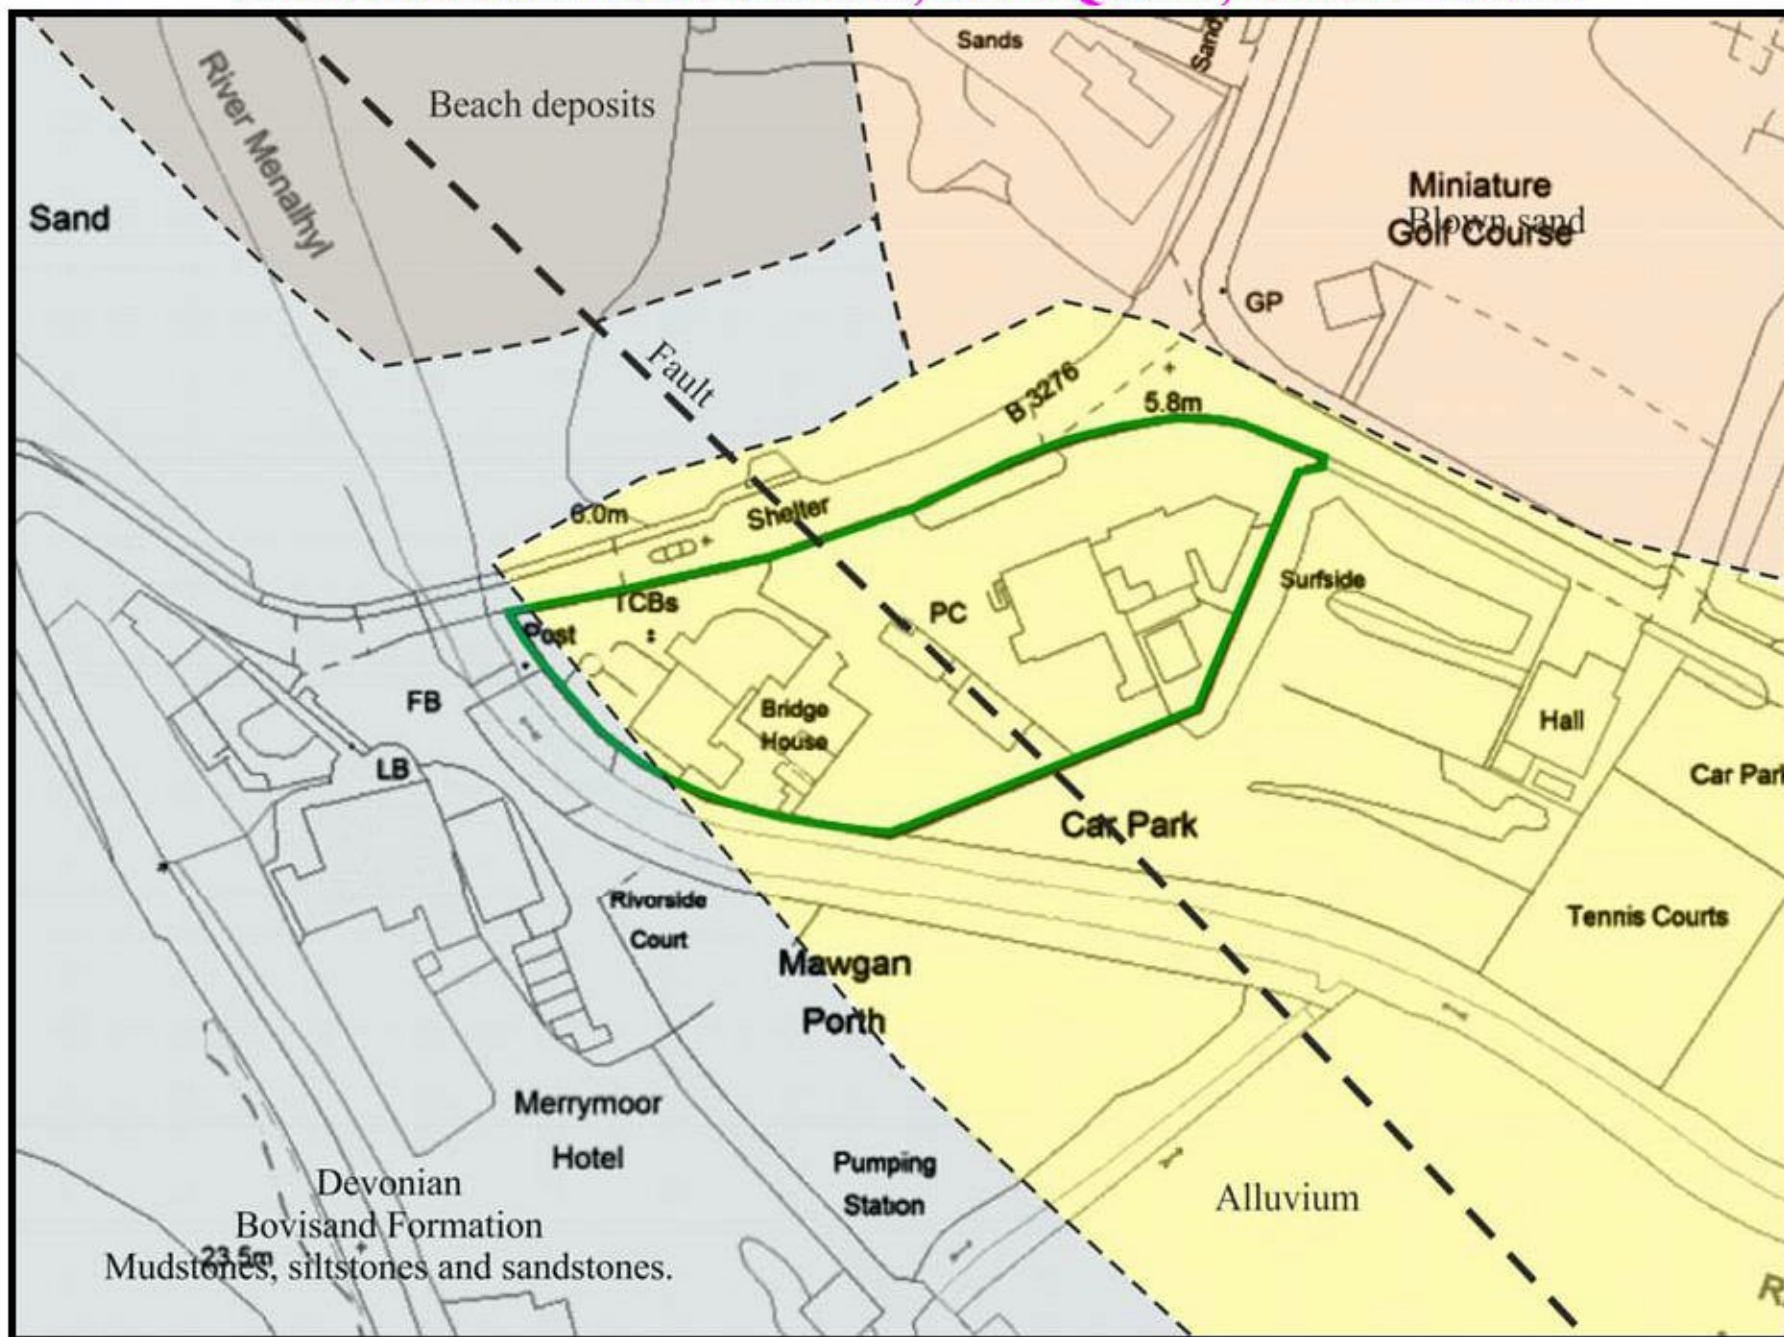 Sands
Sandy
River Menalhyl
Beach deposits
Sand
Miniature
Blown sand
Golf Course
GP
Fault
B 3276
5.8m
6.0m
Shelter
TCBs
Post
PC
Surfside
FB
Bridge
House
Hall
LB
Car Park
Car Park
Riverside
Court
Tennis Courts
Mawgan
Porth
Merrymoor
Hotel
Pumping
Station
Alluvium
Devonian
Bovisand Formation
23.5m
Mudstones, siltstones and sandstones.